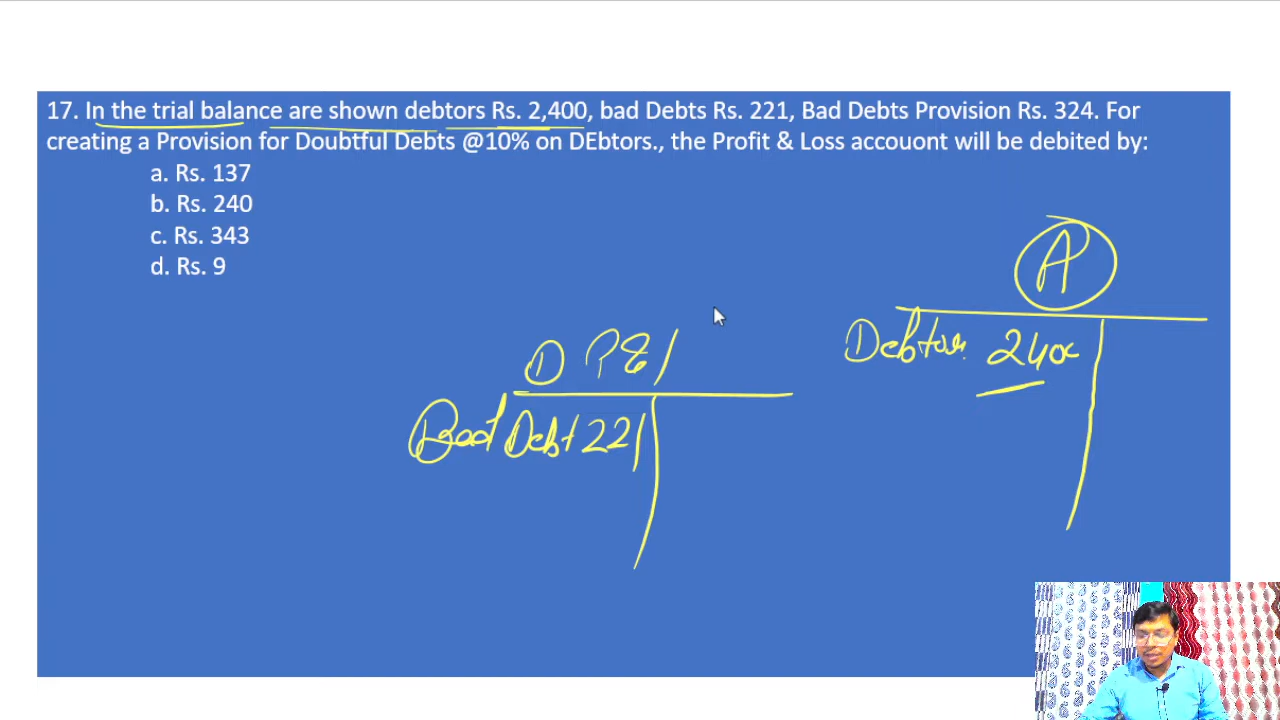 17. In the trial balance are shown debtors Rs. 2,400, bad Debts Rs. 221, Bad Debts Provision Rs. 324. For
creating a Provision for Doubtful Debts @10% on DEbtors., the Profit & Loss accouont will be debited by:
a. Rs. 137
b. Rs. 240
c. Rs. 343
d. Rs. 9
A
Debtors. 2400
D P&l
Bad Debt 221